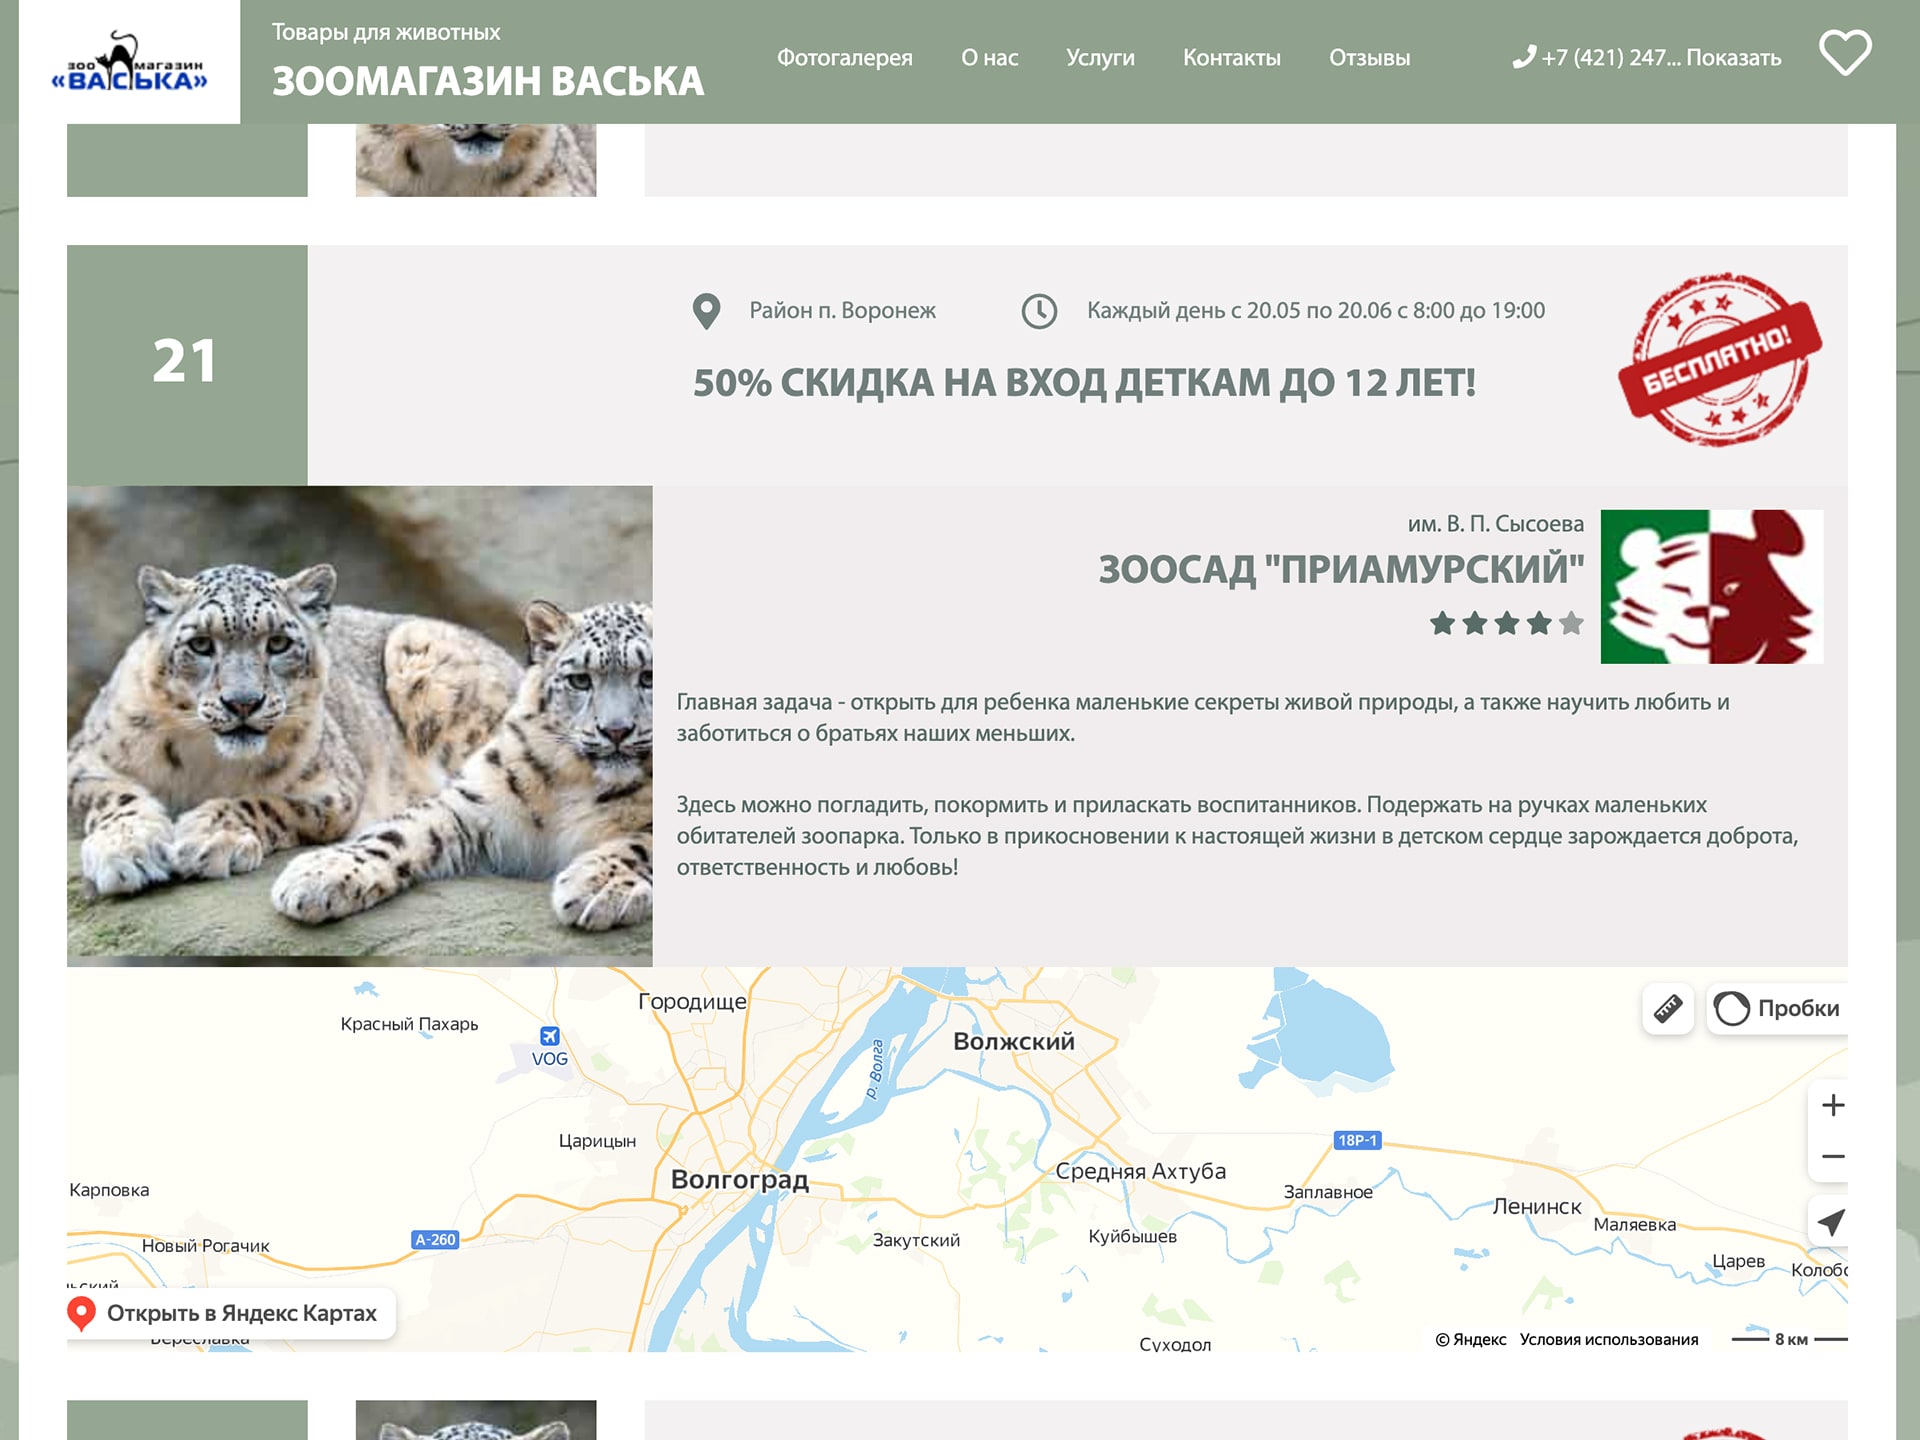 зоо магазин
«ВАСЬКА»
Товары для животных
ЗООМАГАЗИН ВАСЬКА
Фотогалерея
О нас
Услуги
Контакты
Отзывы
+7 (421) 247... Показать
21
Район п. Воронеж
Каждый день с 20.05 по 20.06 с 8:00 до 19:00
50% СКИДКА НА ВХОД ДЕТКАМ ДО 12 ЛЕТ!
БЕСПЛАТНО!
им. В. П. Сысоева
ЗООСАД "ПРИАМУРСКИЙ"
Главная задача - открыть для ребенка маленькие секреты живой природы, а также научить любить и
заботиться о братьях наших меньших.
Здесь можно погладить, покормить и приласкать воспитанников. Подержать на ручках маленьких
обитателей зоопарка. Только в прикосновении к настоящей жизни в детском сердце зарождается доброта,
ответственность и любовь!
Городище
Красный Пахарь
VOG
Волжский
р. Волга
Пробки
Царицын
18Р-1
Волгоград
Средняя Ахтуба
Карповка
Заплавное
Ленинск
Маляевка
Новый Рогачик
А-260
Закутский
Куйбышев
Царев
Колобо
Открыть в Яндекс Картах
Береславка
Суходол
© Яндекс Условия использования
8 км